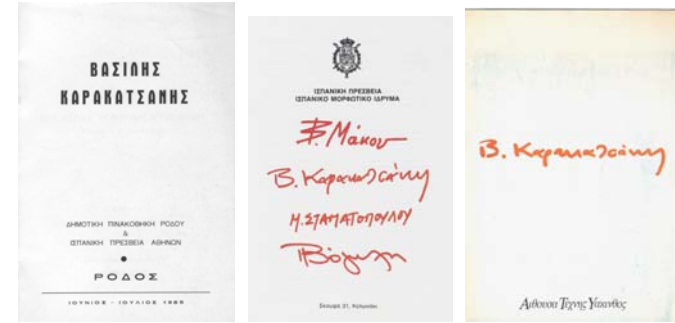 ΒΑΣΙΛΗΣ
ΚΑΡΑΚΑΤΣΑΝΗΣ
ΔΗΜΟΤΙΚΗ ΠΙΝΑΚΟΘΗΚΗ ΡΟΔΟΥ
&
ΙΣΠΑΝΙΚΗ ΠΡΕΣΒΕΙΑ ΑΘΗΝΩΝ
ΡΟΔΟΣ
ΙΟΥΝΙΟΣ - ΙΟΥΛΙΟΣ 1985
ΙΣΠΑΝΙΚΗ ΠΡΕΣΒΕΙΑ
ΙΣΠΑΝΙΚΟ ΜΟΡΦΩΤΙΚΟ ΙΔΡΥΜΑ
Β. Μάκου
Β. Καρακατσάνη
Μ. ΣΤΑΜΑΤΟΠΟΥΛΟΥ
Σκουφά 31, Κολωνάκι
Β. Καρακατσάνη
Αίθουσα Τέχνης Υάκινθος